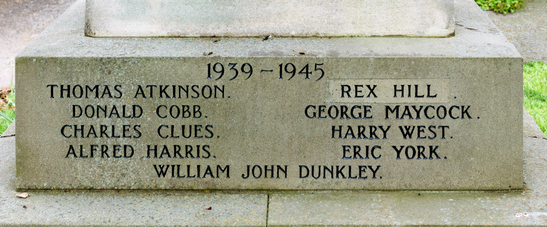 1939 - 1945
THOMAS ATKINSON.
DONALD COBB.
CHARLES CLUES.
ALFRED HARRIS.
REX HILL.
GEORGE MAYCOCK.
HARRY WEST.
ERIC YORK.
WILLIAM JOHN DUNKLEY.